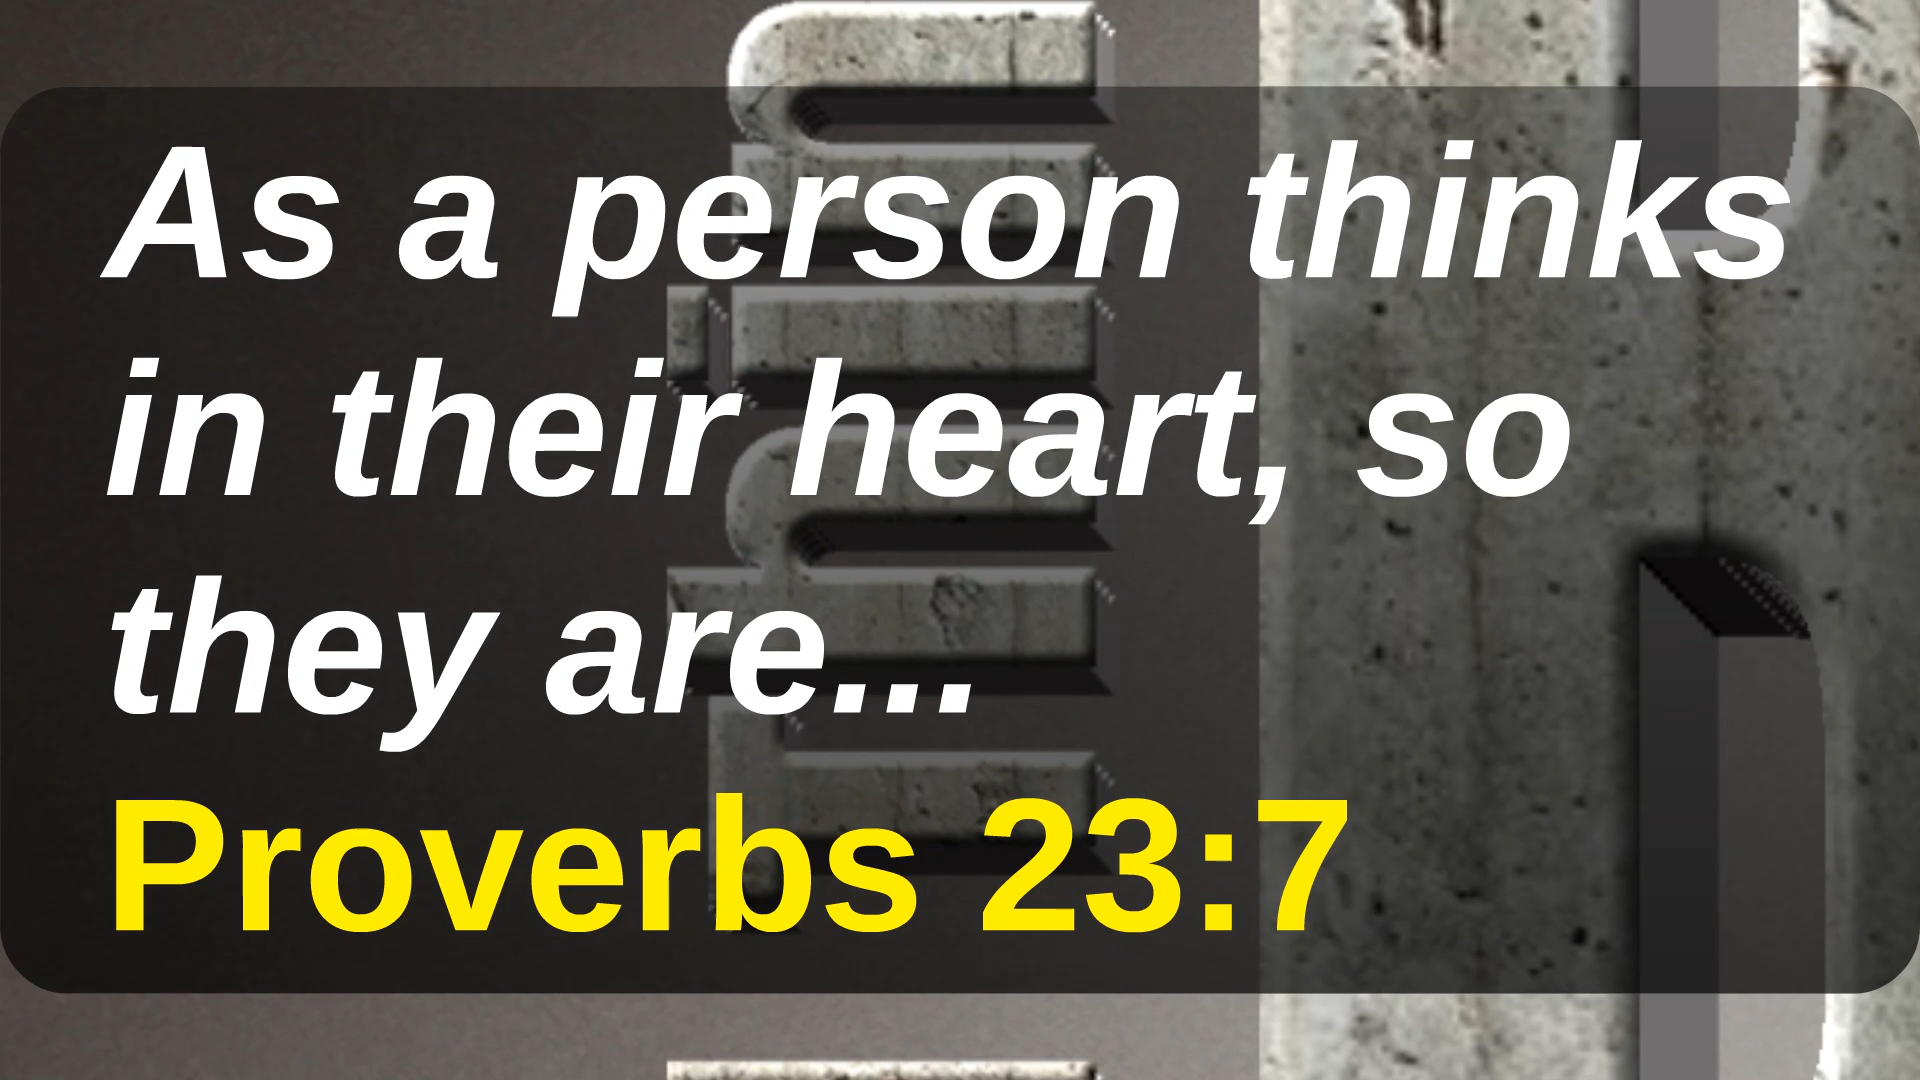 As a person thinks
in their heart, so
they are...
Proverbs 23:7